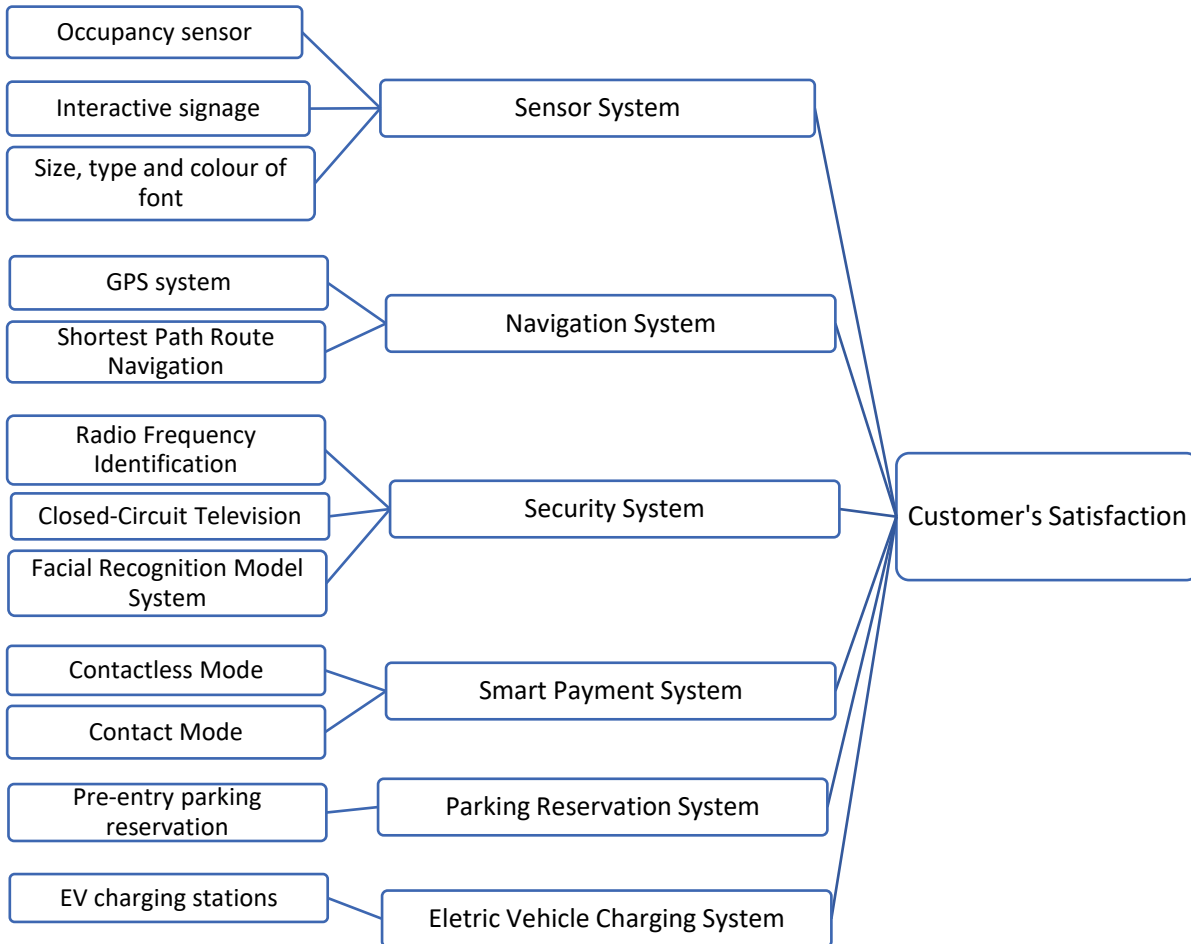 Occupancy sensor
Interactive signage
Size, type and colour of
font
Sensor System
GPS system
Shortest Path Route
Navigation
Navigation System
Radio Frequency
Identification
Closed-Circuit Television
Facial Recognition Model
System
Security System
Contactless Mode
Contact Mode
Smart Payment System
Pre-entry parking
reservation
Parking Reservation System
EV charging stations
Eletric Vehicle Charging System
Customer's Satisfaction